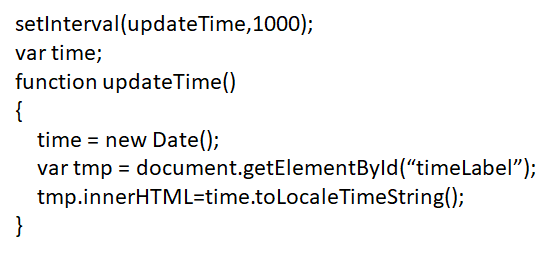 setInterval(updateTime,1000);
var time;
function updateTime()
{
time = new Date();
var tmp = document.getElementById(“timeLabel”);
tmp.innerHTML=time.toLocaleTimeString();
}